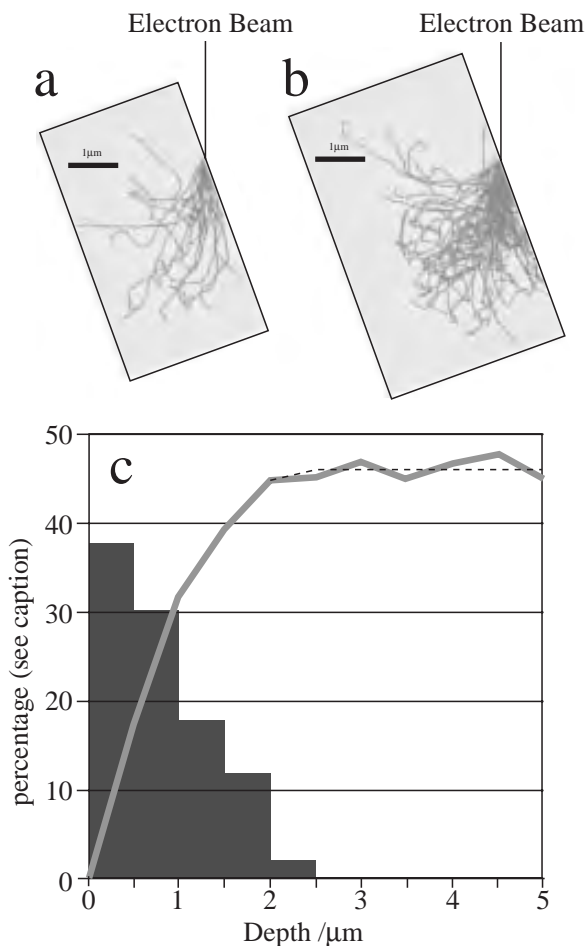 Electron Beam Electron Beam
a b
1μm 1μm
c
50
40
30
20
10
0
percentage (see caption)
0 1 2 3 4 5
Depth /μm